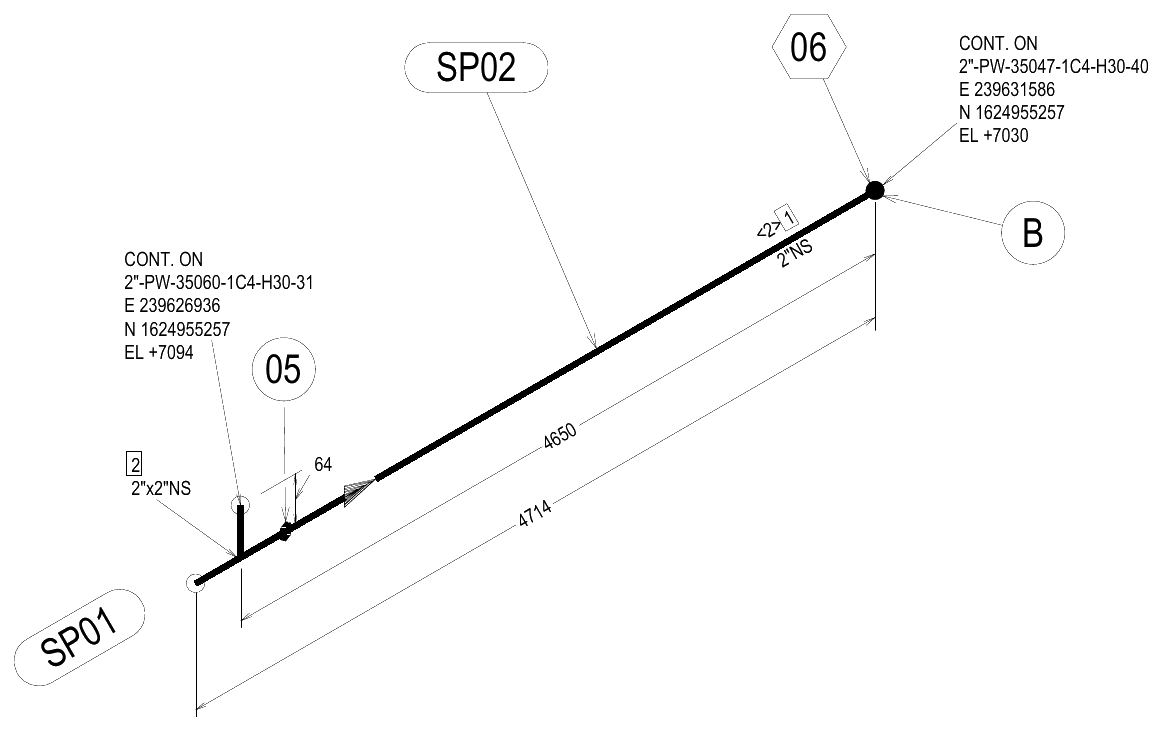 SP02
06
CONT. ON
2"-PW-35047-1C4-H30-40
E 239631586
N 1624955257
EL +7030
B
<2> 1
2"NS
CONT. ON
2"-PW-35060-1C4-H30-31
E 239626936
N 1624955257
EL +7094
05
64
2
2"x2"NS
4650
4714
SP01